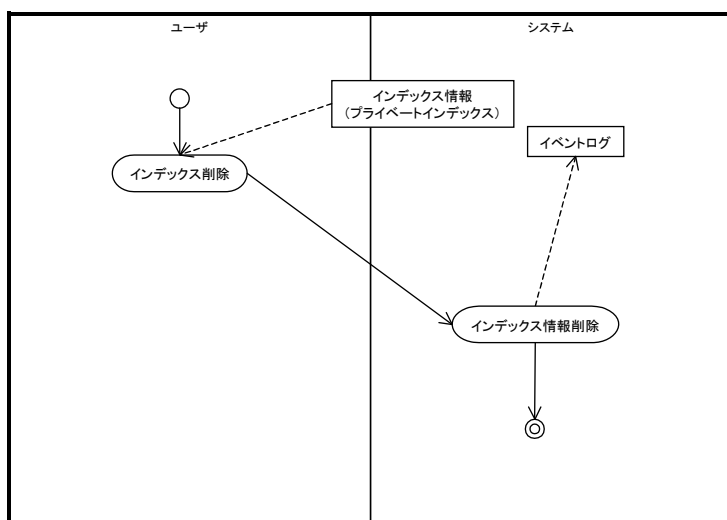 ユーザ
システム
インデックス情報
（プライベートインデックス）
イベントログ
インデックス削除
インデックス情報削除